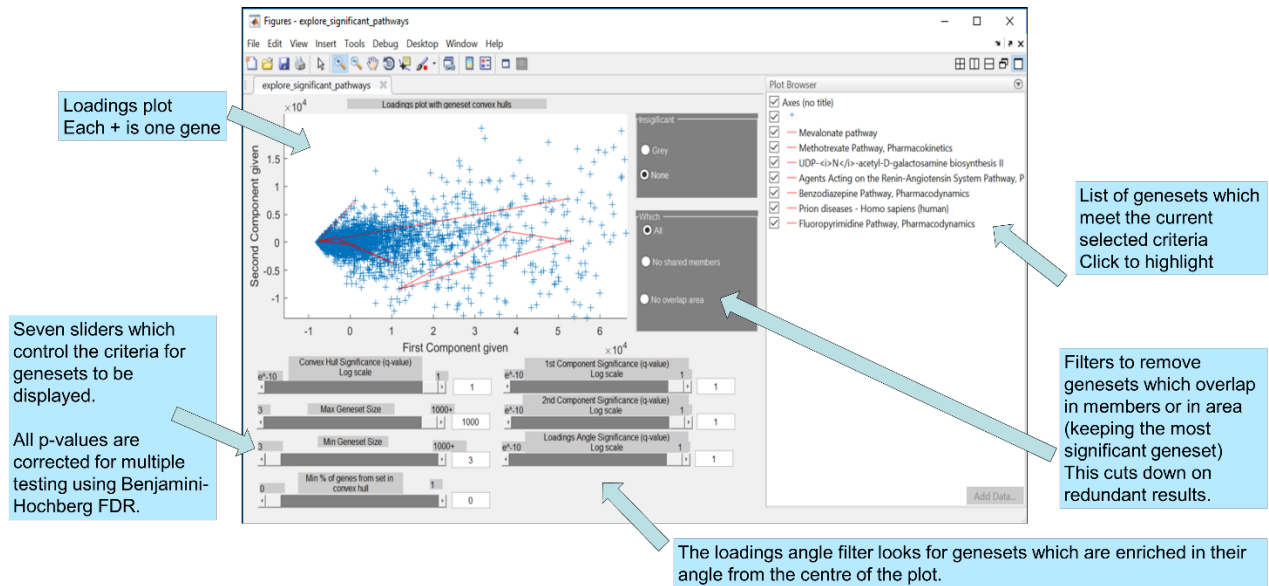 Figures - explore_significant_pathways
File Edit View Insert Tools Debug Desktop Window Help
explore_significant_pathways
Loadings plot
Each + is one gene
×10^4
Loadings plot with geneset convex hulls
Second Component given
1.5
1
0.5
0
-0.5
-1
-1 0 1 2 3 4 5 6
First Component given
×10^4
Insigificant
Grey
None
Which
All
No shared members
No overlap area
Plot Browser
Axes (no title)
+
Mevalonate pathway
Methotrexate Pathway, Pharmacokinetics
UDP-<i>N</i>-acetyl-D-galactosamine biosynthesis II
Agents Acting on the Renin-Angiotensin System Pathway, P
Benzodiazepine Pathway, Pharmacodynamics
Prion diseases - Homo sapiens (human)
Fluoropyrimidine Pathway, Pharmacodynamics
Add Data...
List of genesets which
meet the current
selected criteria
Click to highlight
Seven sliders which
control the criteria for
genesets to be
displayed.
All p-values are
corrected for multiple
testing using Benjamini-
Hochberg FDR.
Convex Hull Significance (q-value)
Log scale
e^-10
1
1
3
Max Geneset Size
1000+
1000
3
Min Geneset Size
1000+
3
0
Min % of genes from set in
convex hull
1
0
1st Component Significance (q-value)
Log scale
e^-10
1
1
2nd Component Significance (q-value)
Log scale
e^-10
1
1
Loadings Angle Significance (q-value)
Log scale
e^-10
1
1
Filters to remove
genesets which overlap
in members or in area
(keeping the most
significant geneset)
This cuts down on
redundant results.
The loadings angle filter looks for genesets which are enriched in their
angle from the centre of the plot.